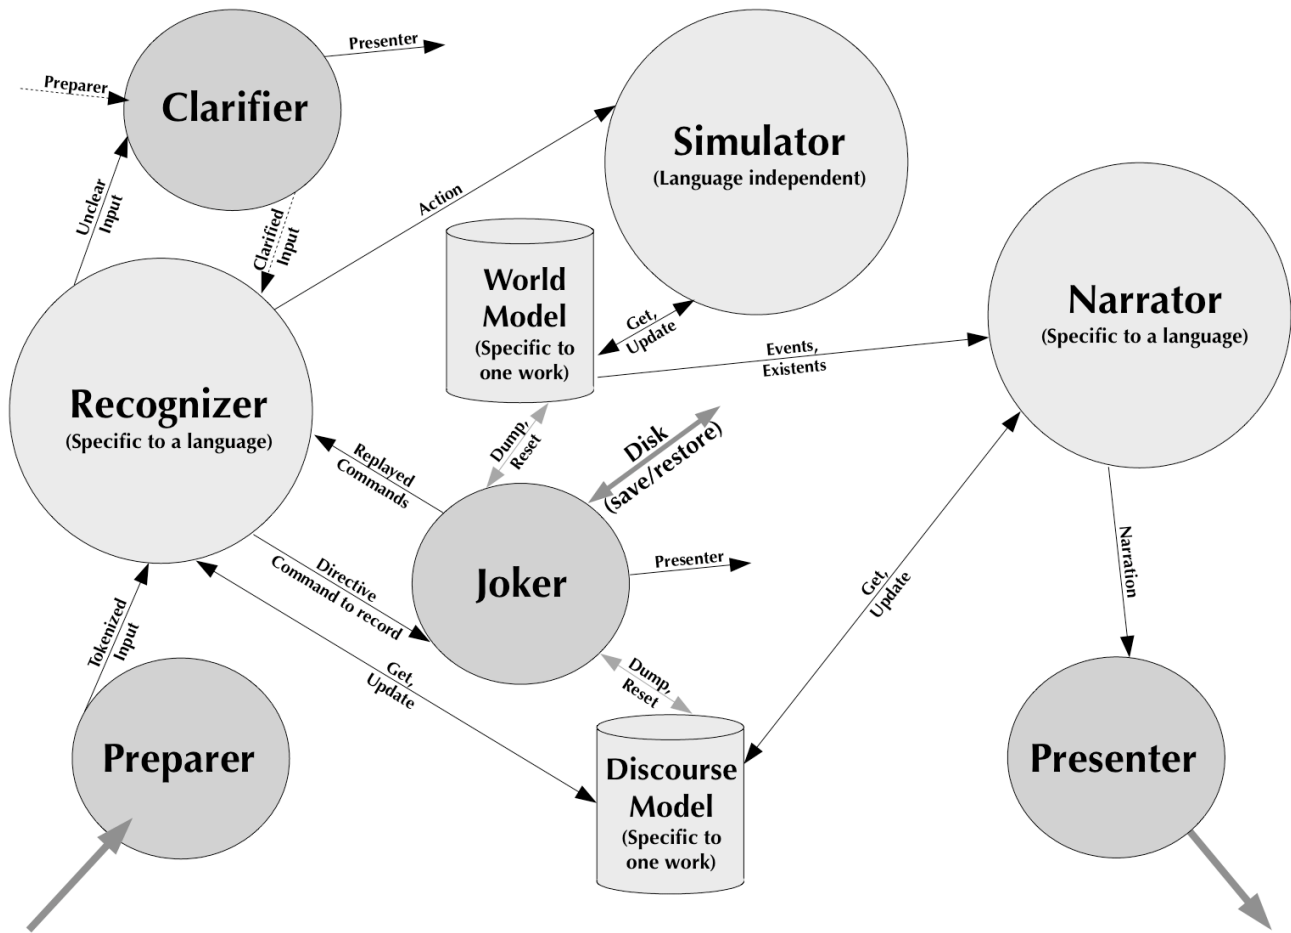 Presenter
Preparer
Clarifier
Simulator
(Language independent)
Unclear
Input
Clarified
Input
Action
World
Model
(Specific to
one work)
Get,
Update
Narrator
(Specific to a language)
Events,
Existents
Recognizer
(Specific to a language)
Dump,
Reset
Disk
(save/restore)
Replayed
Commands
Joker
Presenter
Directive
Command to record
Get,
Update
Narration
Tokenized
Input
Get,
Update
Dump,
Reset
Preparer
Discourse
Model
(Specific to
one work)
Presenter